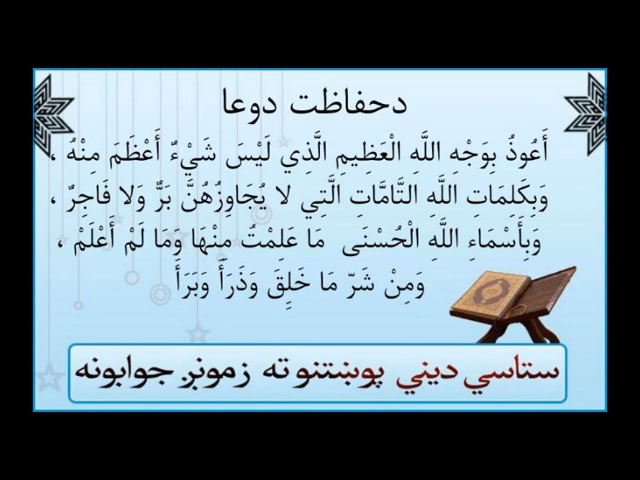 دحفاظت دوعا
أَعُوذُ بِوَجْهِ اللَّهِ الْعَظِيمِ الَّذِي لَيْسَ شَيْءٌ أَعْظَمَ مِنْهُ ،
وَبِكَلِمَاتِ اللَّهِ التَّامَّاتِ الَّتِي لا يُجَاوِزُهُنَّ بَرٌّ وَلا فَاجِرٌ ،
وَبِأَسْمَاءِ اللَّهِ الْحُسْنَى مَا عَلِمْتُ مِنْهَا وَمَا لَمْ أَعْلَمْ ،
وَمِنْ شَرّ مَا خَلِقَ وَذَرَأَ وَبَرَأَ
ستاسي ديني پوښتنو ته زمونږ جوابونه